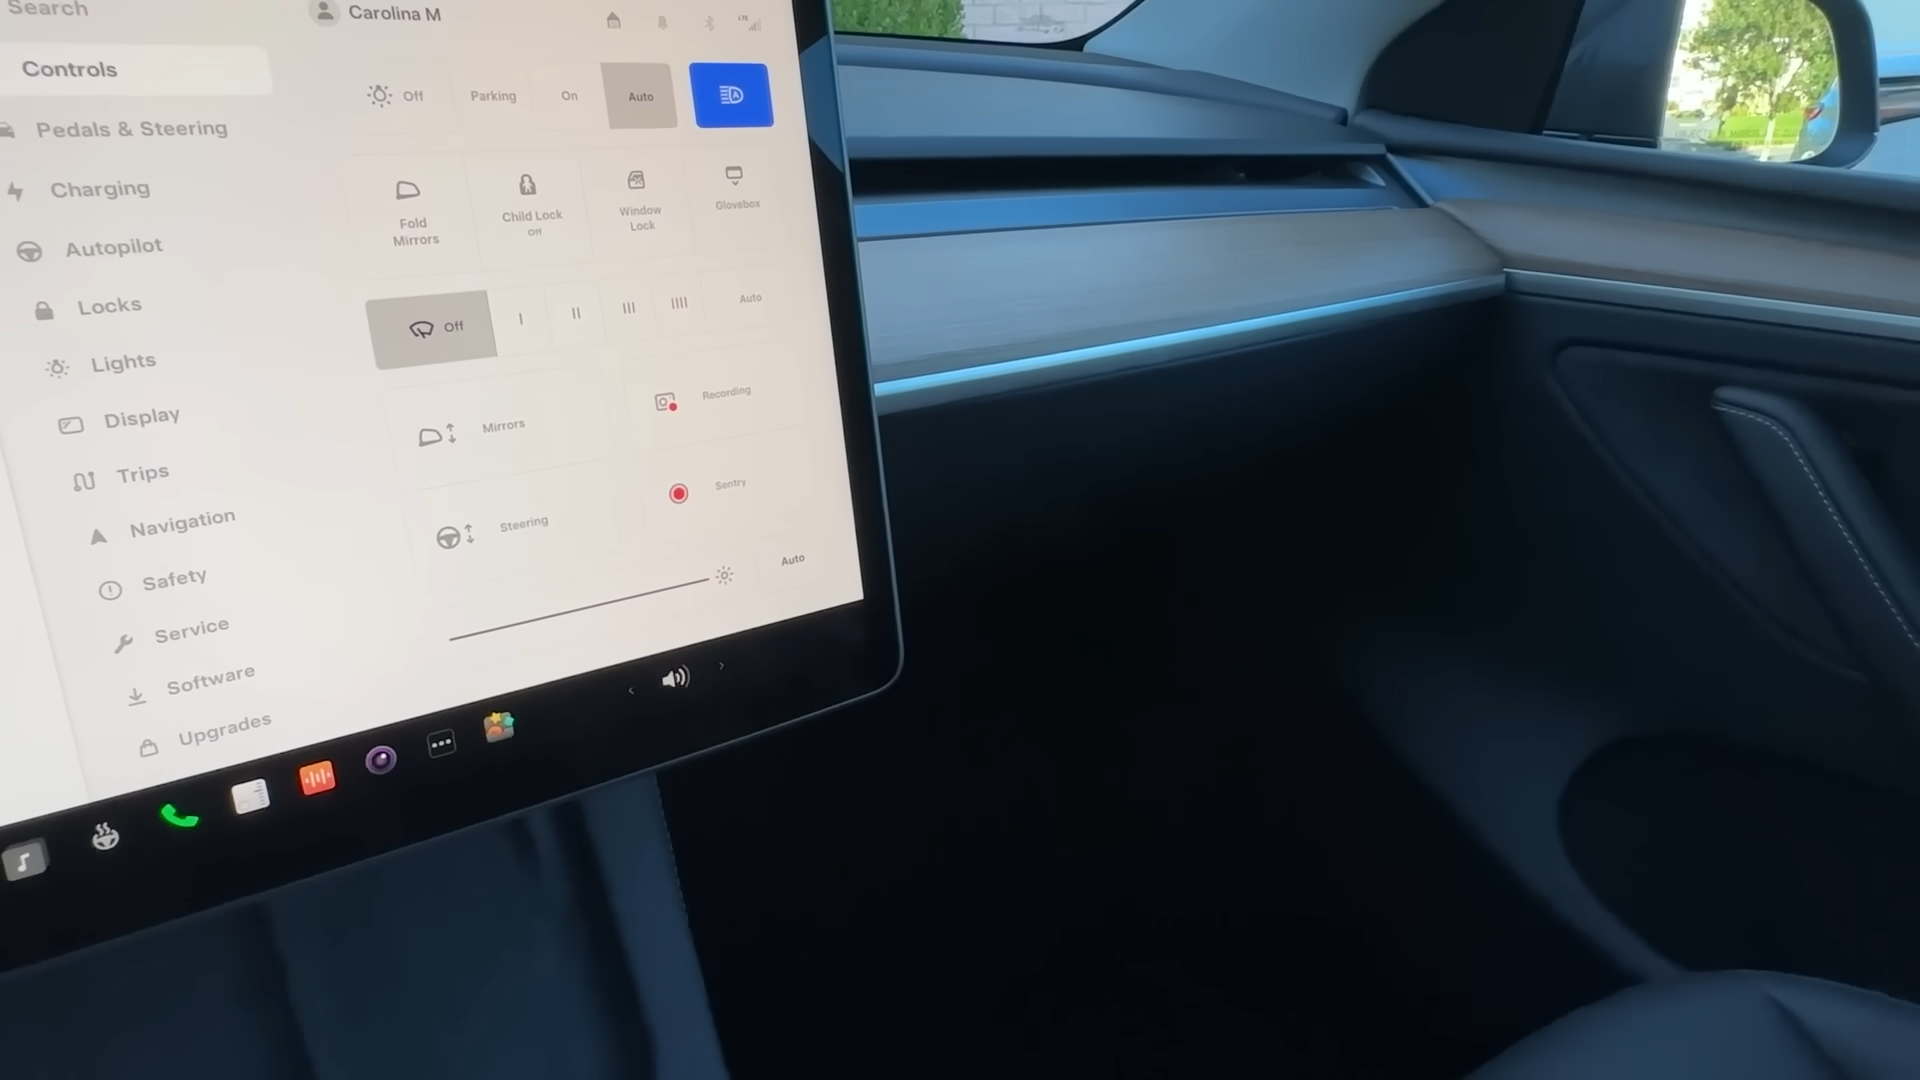 Search
Carolina M
LTE
Controls
Pedals & Steering
Charging
Autopilot
Locks
Lights
Display
Trips
Navigation
Safety
Service
Software
Upgrades
Off
Parking
On
Auto
Fold
Mirrors
Child Lock
Off
Window
Lock
Glovebox
Off
I
II
III
IIII
Auto
Mirrors
Recording
Steering
Sentry
Auto